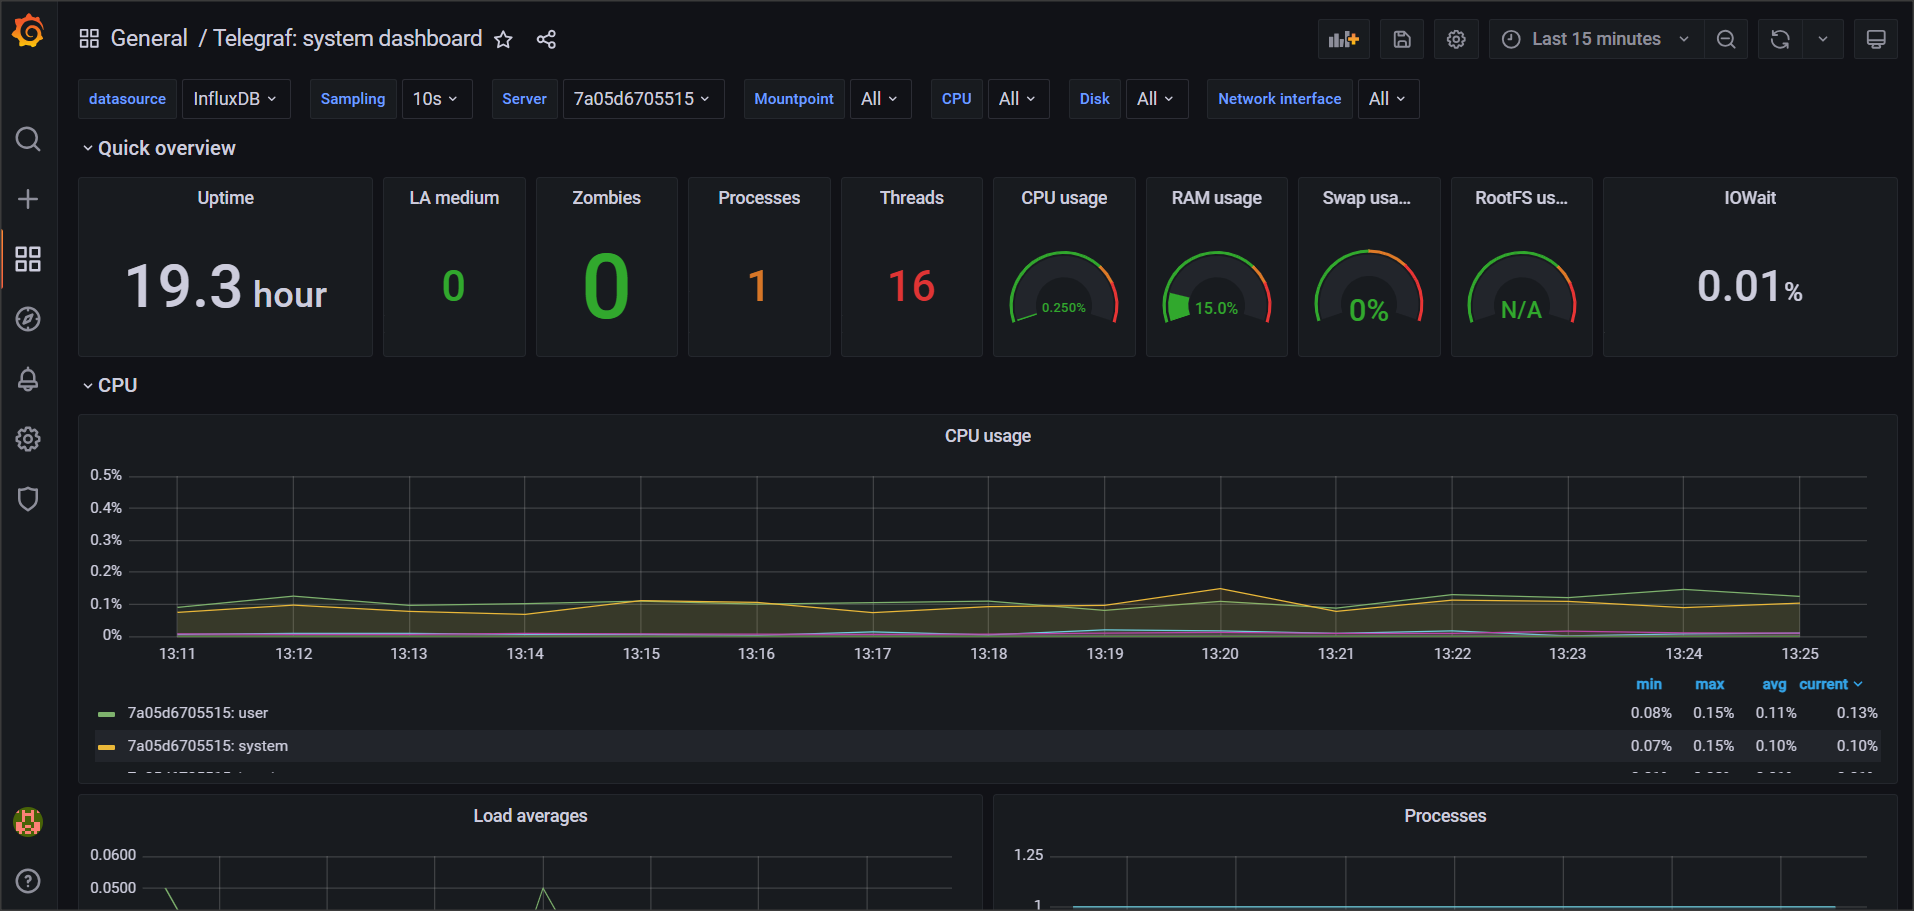 General / Telegraf: system dashboard
Last 15 minutes
datasource InfluxDB Sampling 10s Server 7a05d6705515 Mountpoint All CPU All Disk All Network interface All
Quick overview
Uptime LA medium Zombies Processes Threads CPU usage RAM usage Swap usa... RootFS us... IOWait
19.3 hour 0 0 1 16 0.250% 15.0% 0% N/A 0.01%
CPU
CPU usage
0.5%
0.4%
0.3%
0.2%
0.1%
0%
13:11 13:12 13:13 13:14 13:15 13:16 13:17 13:18 13:19 13:20 13:21 13:22 13:23 13:24 13:25
min max avg current
7a05d6705515: user 0.08% 0.15% 0.11% 0.13%
7a05d6705515: system 0.07% 0.15% 0.10% 0.10%
Load averages
0.0600
0.0500
Processes
1.25
1